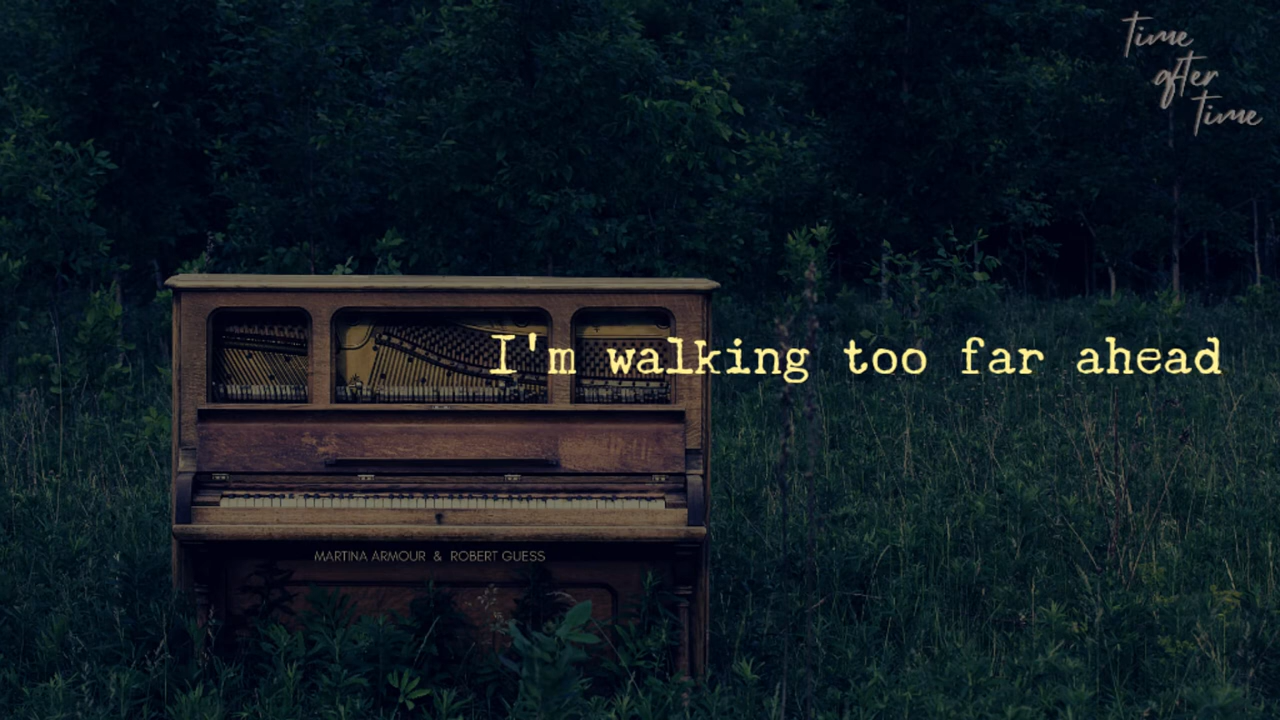 time
after
time
I'm walking too far ahead
MARTINA ARMOUR & ROBERT GUESS